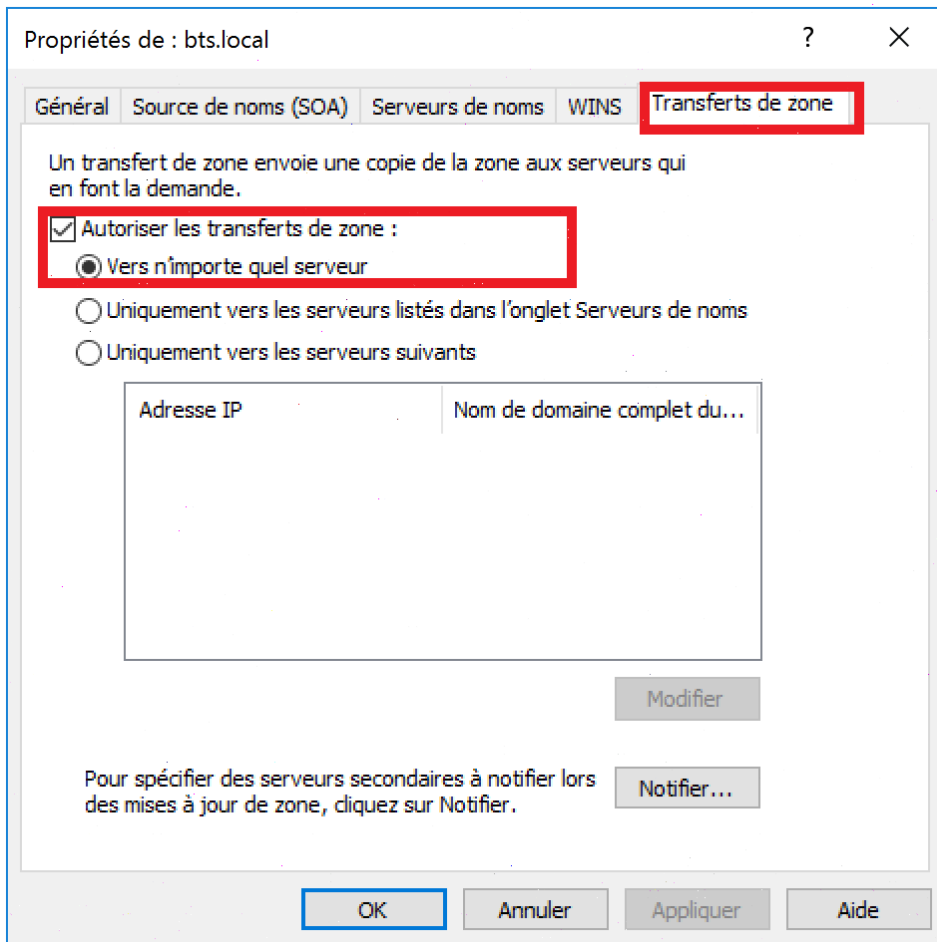 Propriétés de : bts.local
?
Général Source de noms (SOA) Serveurs de noms WINS Transferts de zone
Un transfert de zone envoie une copie de la zone aux serveurs qui
en font la demande.
Autoriser les transferts de zone :
Vers n'importe quel serveur
Uniquement vers les serveurs listés dans l'onglet Serveurs de noms
Uniquement vers les serveurs suivants
Adresse IP Nom de domaine complet du...
Modifier
Pour spécifier des serveurs secondaires à notifier lors
des mises à jour de zone, cliquez sur Notifier.
Notifier...
OK Annuler Appliquer Aide